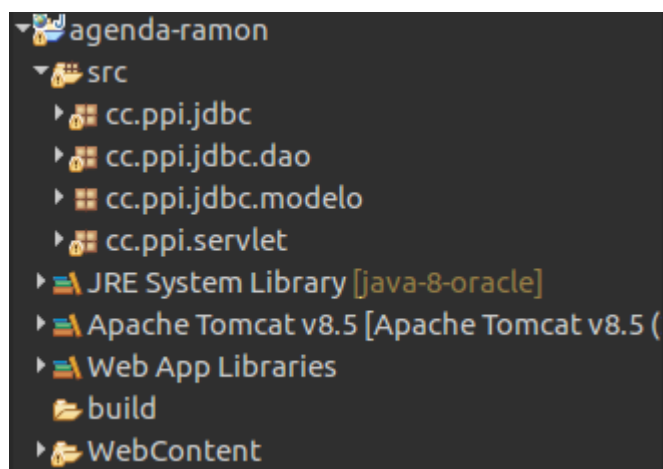 agenda-ramon
src
cc.ppi.jdbc
cc.ppi.jdbc.dao
cc.ppi.jdbc.modelo
cc.ppi.servlet
JRE System Library [java-8-oracle]
Apache Tomcat v8.5 [Apache Tomcat v8.5 (
Web App Libraries
build
WebContent